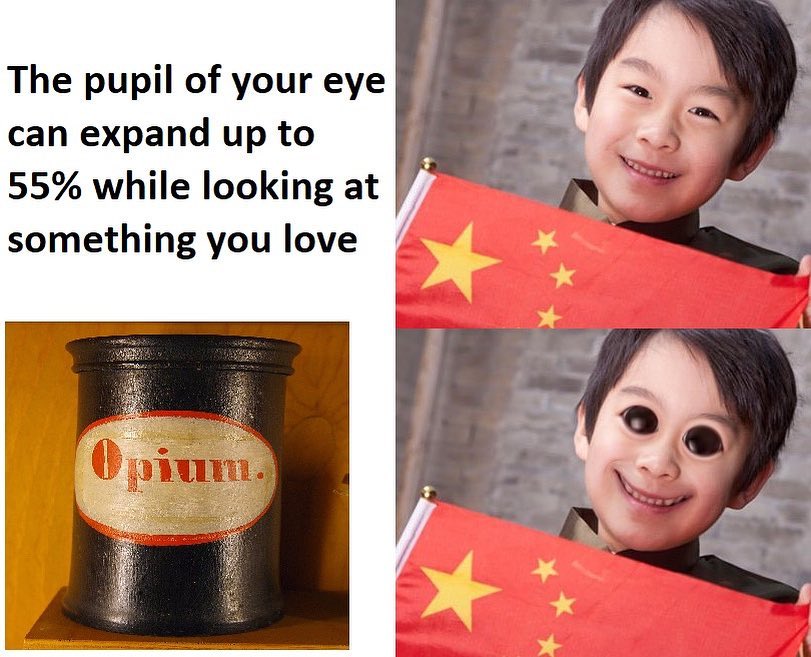 The pupil of your eye
can expand up to
55% while looking at
something you love
Opium.